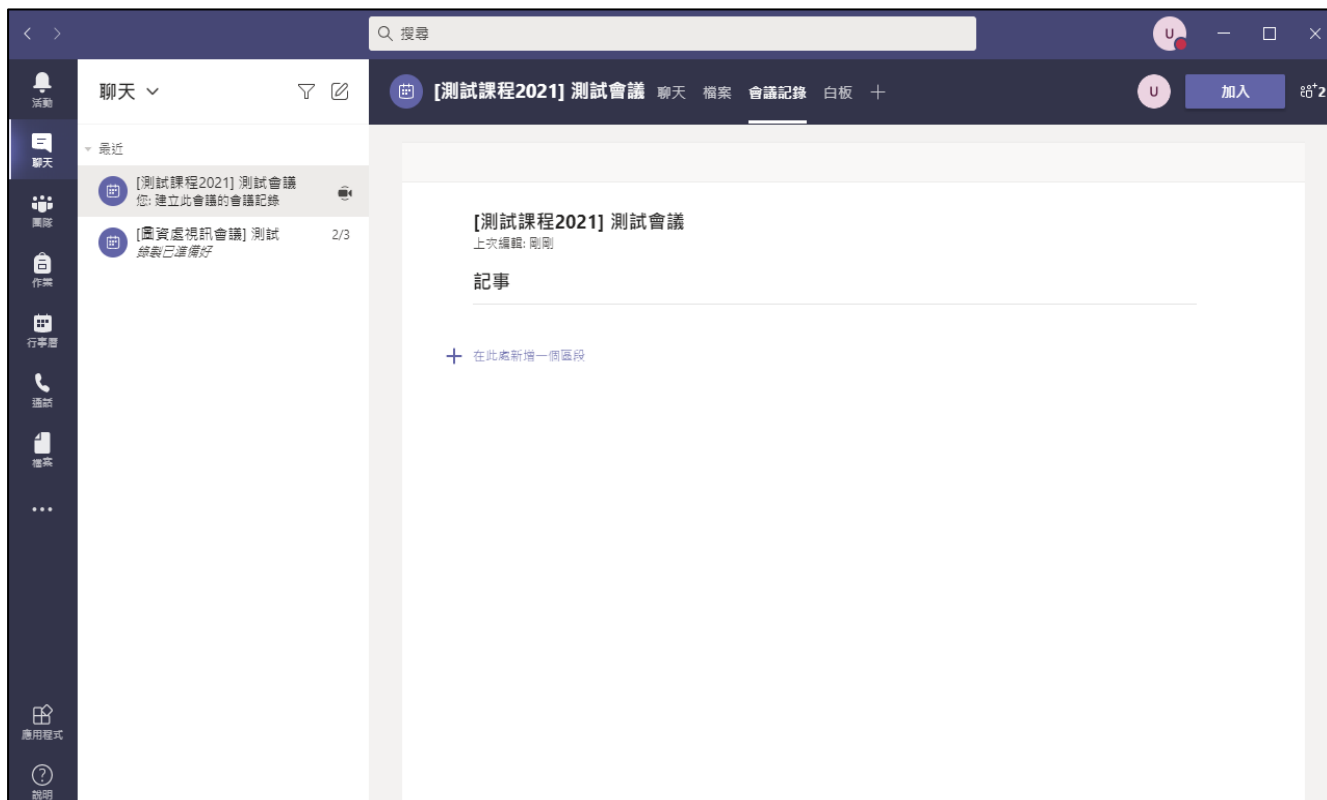 搜尋
U
活動
聊天
團隊
作業
行事曆
通話
檔案
應用程式
說明
聊天
最近
[測試課程2021] 測試會議
您: 建立此會議的會議記錄
[圖資處視訊會議] 測試 2/3
錄製已準備好
[測試課程2021] 測試會議 聊天 檔案 會議記錄 白板 U 加入 2
[測試課程2021] 測試會議
上次編輯: 剛剛
記事
在此處新增一個區段